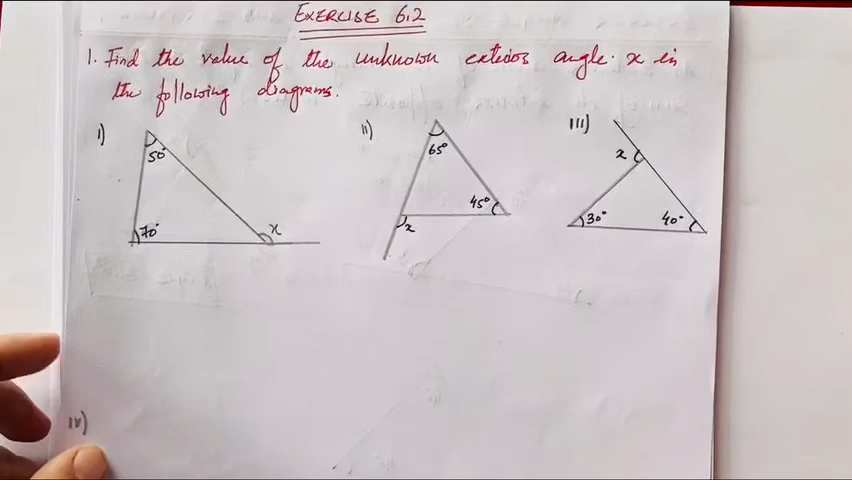 EXERCISE 6.2
1. Find the value of the unknown exterior angle x in
the following diagrams.
i)
50°
70°
x
ii)
65°
45°
x
iii)
x
30°
40°
iv)